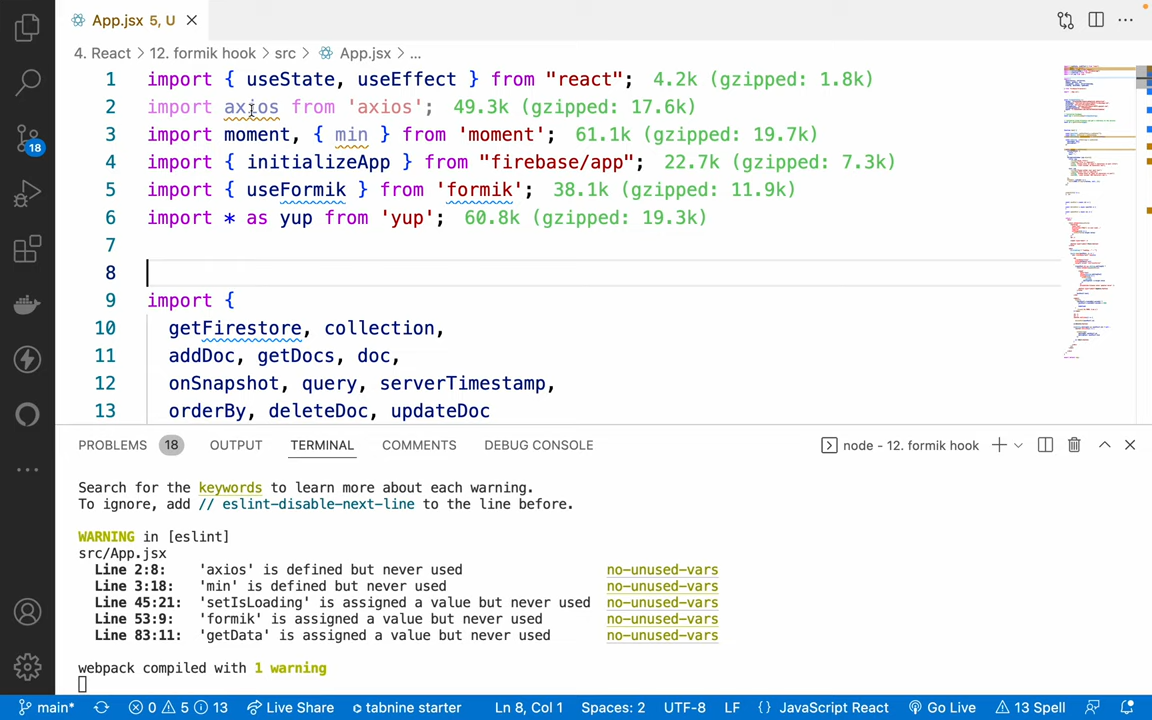 App.jsx 5, U
4. React > 12. formik hook > src > App.jsx > ...
1 import { useState, useEffect } from "react"; 4.2k (gzipped: 1.8k)
2 import axios from 'axios'; 49.3k (gzipped: 17.6k)
3 import moment, { min } from 'moment'; 61.1k (gzipped: 19.7k)
4 import { initializeApp } from "firebase/app"; 22.7k (gzipped: 7.3k)
5 import { useFormik } from 'formik'; 38.1k (gzipped: 11.9k)
6 import * as yup from 'yup'; 60.8k (gzipped: 19.3k)
7
8
9 import {
10 getFirestore, collection,
11 addDoc, getDocs, doc,
12 onSnapshot, query, serverTimestamp,
13 orderBy, deleteDoc, updateDoc
18
PROBLEMS 18 OUTPUT TERMINAL COMMENTS DEBUG CONSOLE node - 12. formik hook
Search for the keywords to learn more about each warning.
To ignore, add // eslint-disable-next-line to the line before.
WARNING in [eslint]
src/App.jsx
Line 2:8: 'axios' is defined but never used no-unused-vars
Line 3:18: 'min' is defined but never used no-unused-vars
Line 45:21: 'setIsLoading' is assigned a value but never used no-unused-vars
Line 53:9: 'formik' is assigned a value but never used no-unused-vars
Line 83:11: 'getData' is assigned a value but never used no-unused-vars
webpack compiled with 1 warning
main* 0 5 13 Live Share tabnine starter Ln 8, Col 1 Spaces: 2 UTF-8 LF {} JavaScript React Go Live 13 Spell